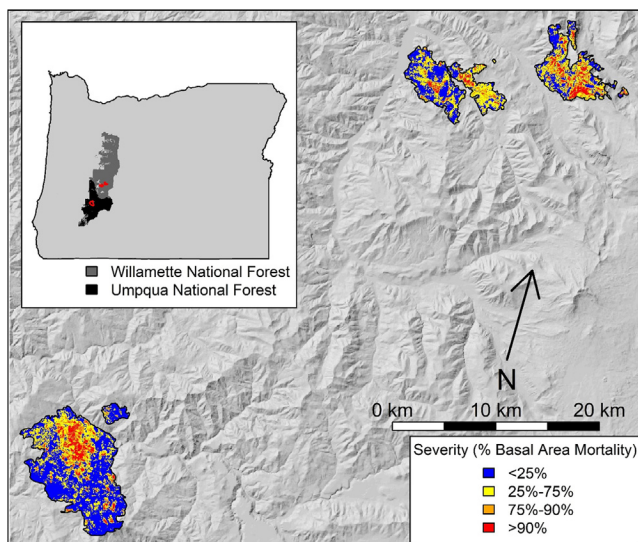 Willamette National Forest
Umpqua National Forest
N
0 km 10 km 20 km
Severity (% Basal Area Mortality)
<25%
25%-75%
75%-90%
>90%